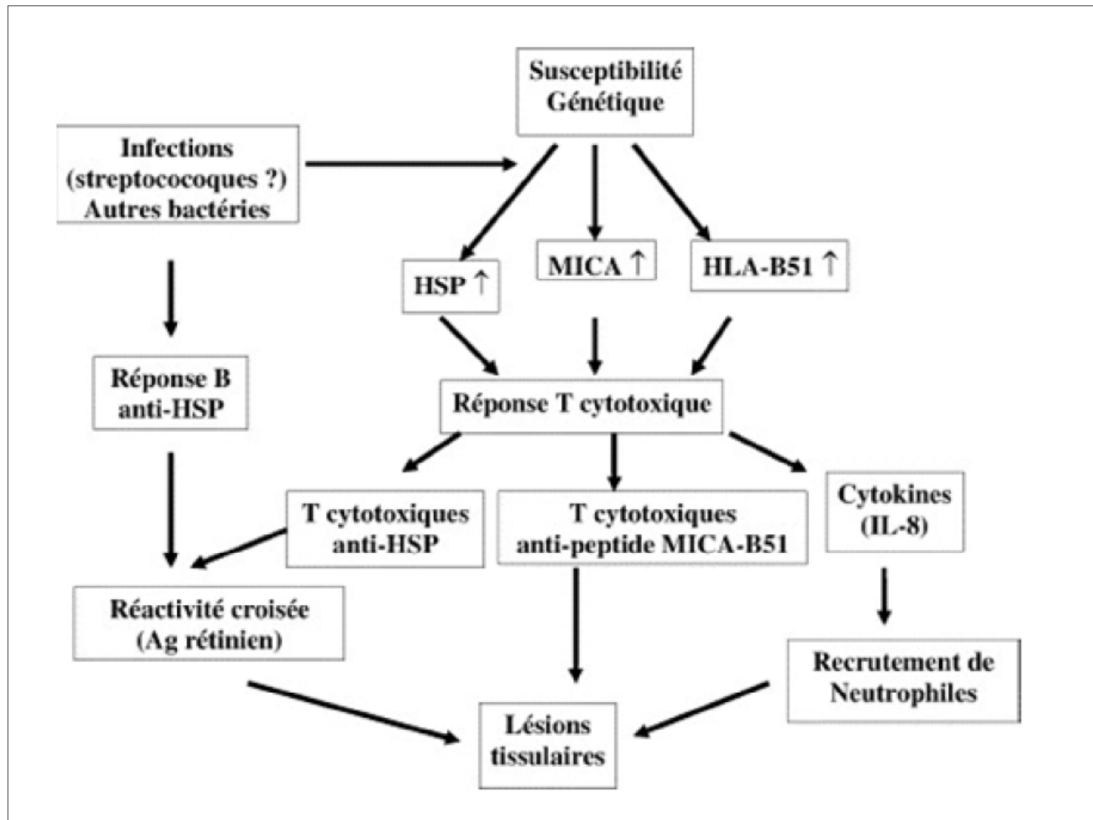 Susceptibilité
Génétique
Infections
(streptococoques ?)
Autres bactéries
HSP ↑
MICA ↑
HLA-B51 ↑
Réponse B
anti-HSP
Réponse T cytotoxique
T cytotoxiques
anti-HSP
T cytotoxiques
anti-peptide MICA-B51
Cytokines
(IL-8)
Réactivité croisée
(Ag rétinien)
Recrutement de
Neutrophiles
Lésions
tissulaires